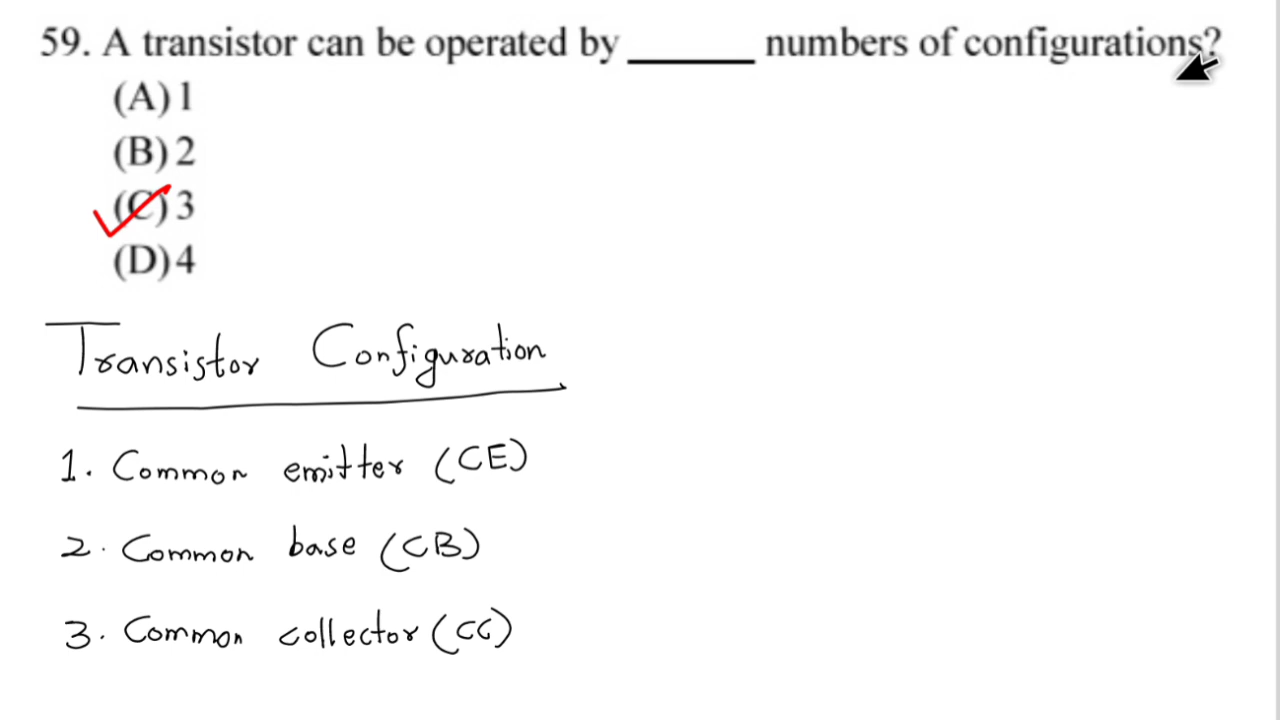 59. A transistor can be operated by ______ numbers of configurations?
(A) 1
(B) 2
(C) 3
(D) 4
Transistor Configuration
1. Common emitter (CE)
2. Common base (CB)
3. Common collector (CC)